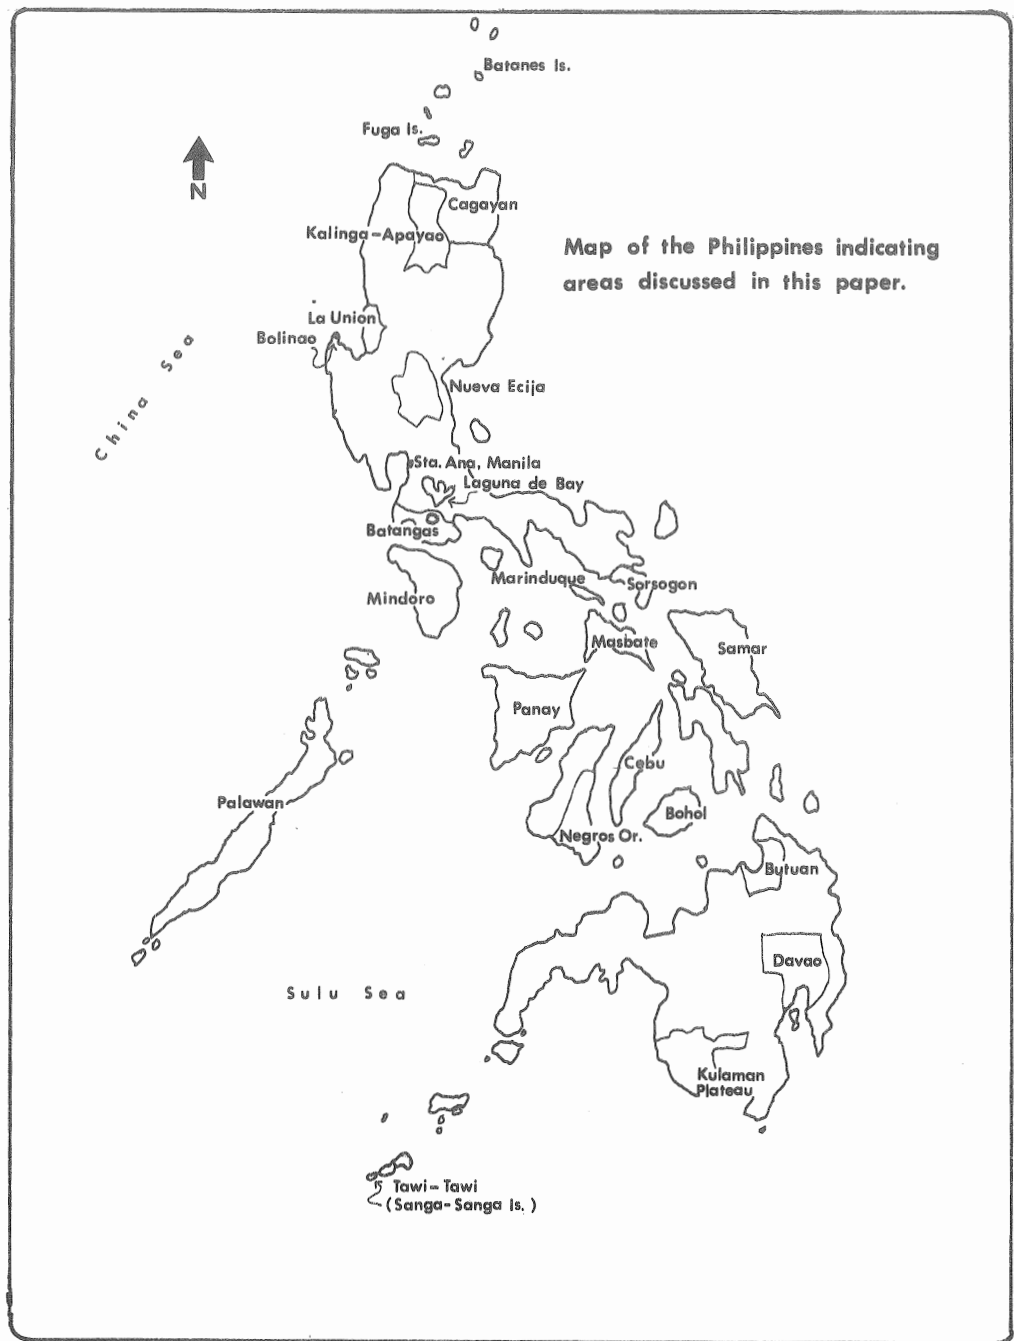 Batanes Is.
Fuga Is.
N
Cagayan
Kalinga-Apayao
Map of the Philippines indicating
areas discussed in this paper.
La Union
Bolinao
China Sea
Nueva Ecija
Sta. Ana, Manila
Laguna de Bay
Batangas
Marinduque
Sorsogon
Mindoro
Masbate
Samar
Panay
Cebu
Palawan
Bohol
Negros Or.
Butuan
Davao
Sulu Sea
Kulaman
Plateau
Tawi-Tawi
(Sanga-Sanga Is.)